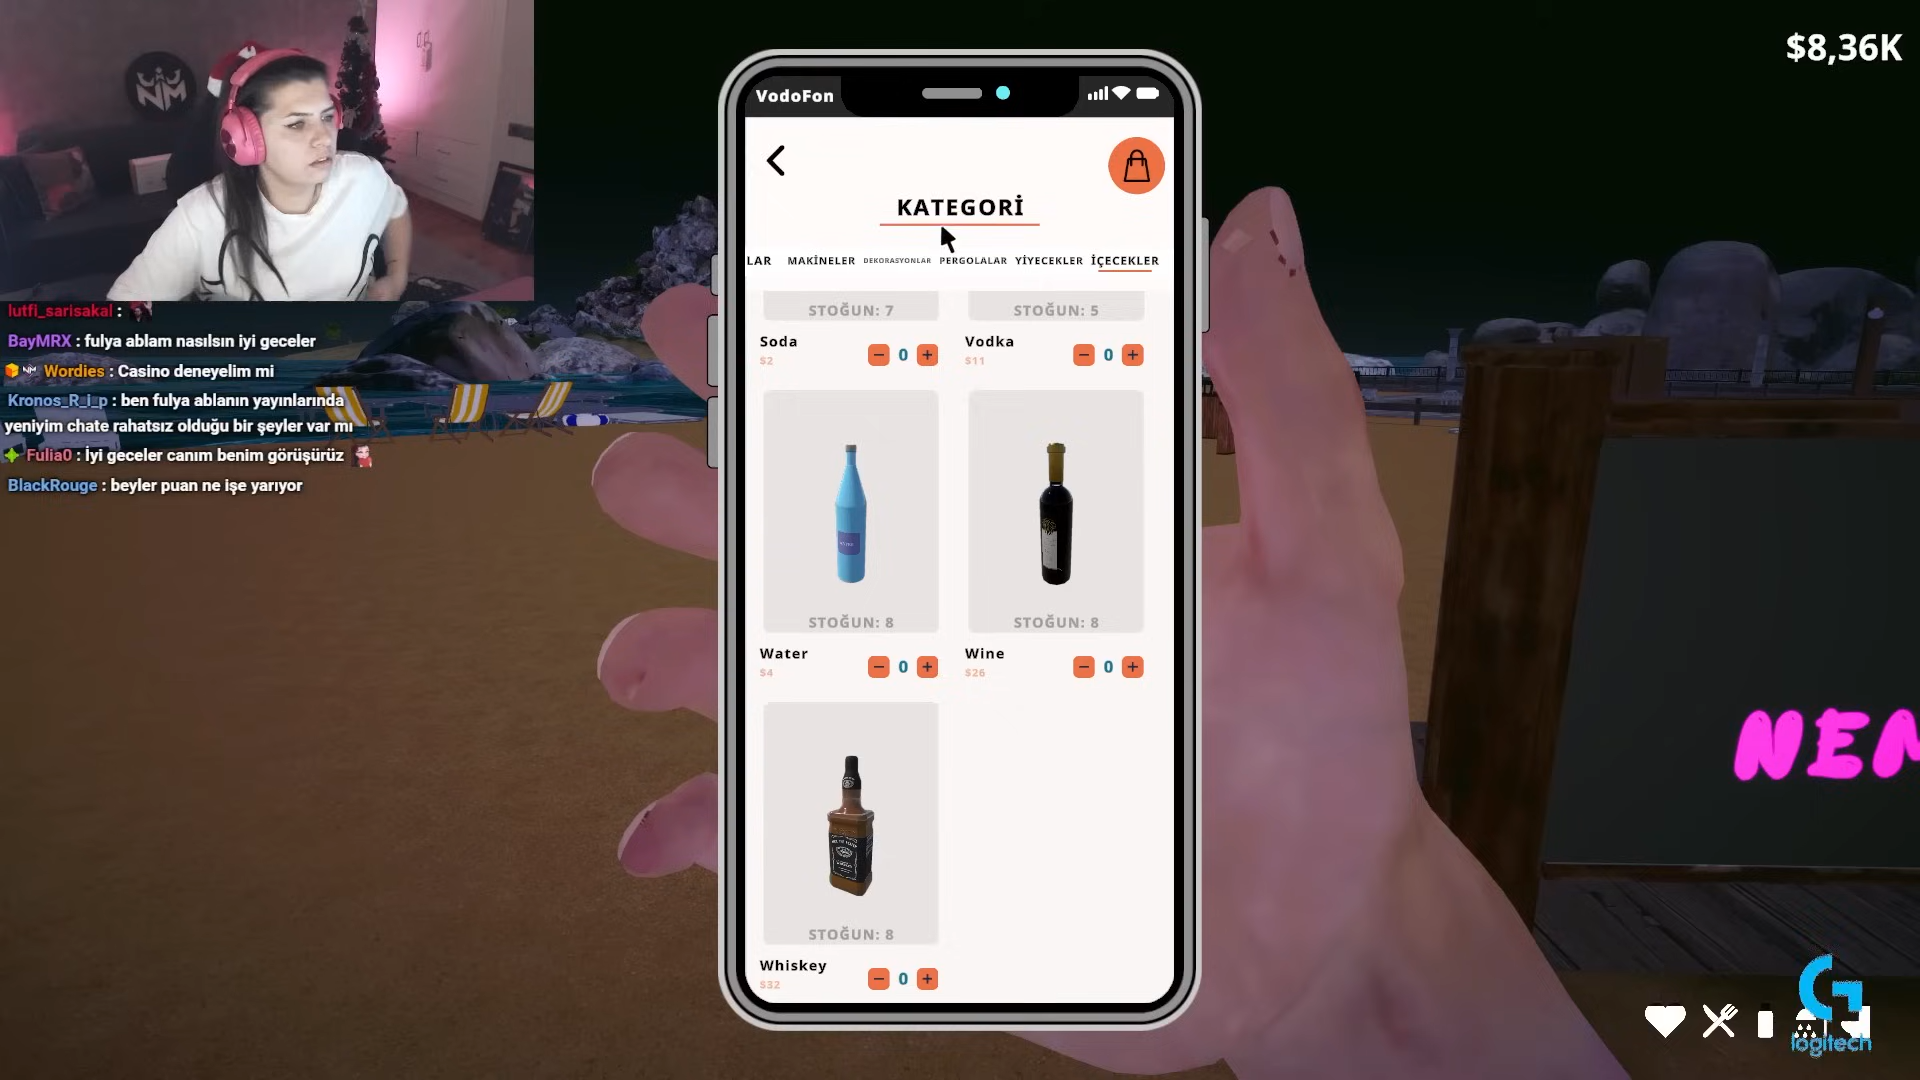 $8,36K
VodoFon
KATEGORİ
LAR MAKİNELER DEKORASYONLAR PERGOLALAR YİYECEKLER İÇECEKLER
STOĞUN: 7
STOĞUN: 5
Soda
$2
- 0 +
Vodka
$11
- 0 +
STOĞUN: 8
STOĞUN: 8
Water
$4
- 0 +
Wine
$26
- 0 +
STOĞUN: 8
Whiskey
$32
- 0 +
lutfi_sarisakal :
BayMRX : fulya ablam nasılsın iyi geceler
Wordies : Casino deneyelim mi
Kronos_R_i_p : ben fulya ablanın yayınlarında
yeniyim chate rahatsız olduğu bir şeyler var mı
Fulia0 : İyi geceler canım benim görüşürüz
BlackRouge : beyler puan ne işe yarıyor
NEM
logitech